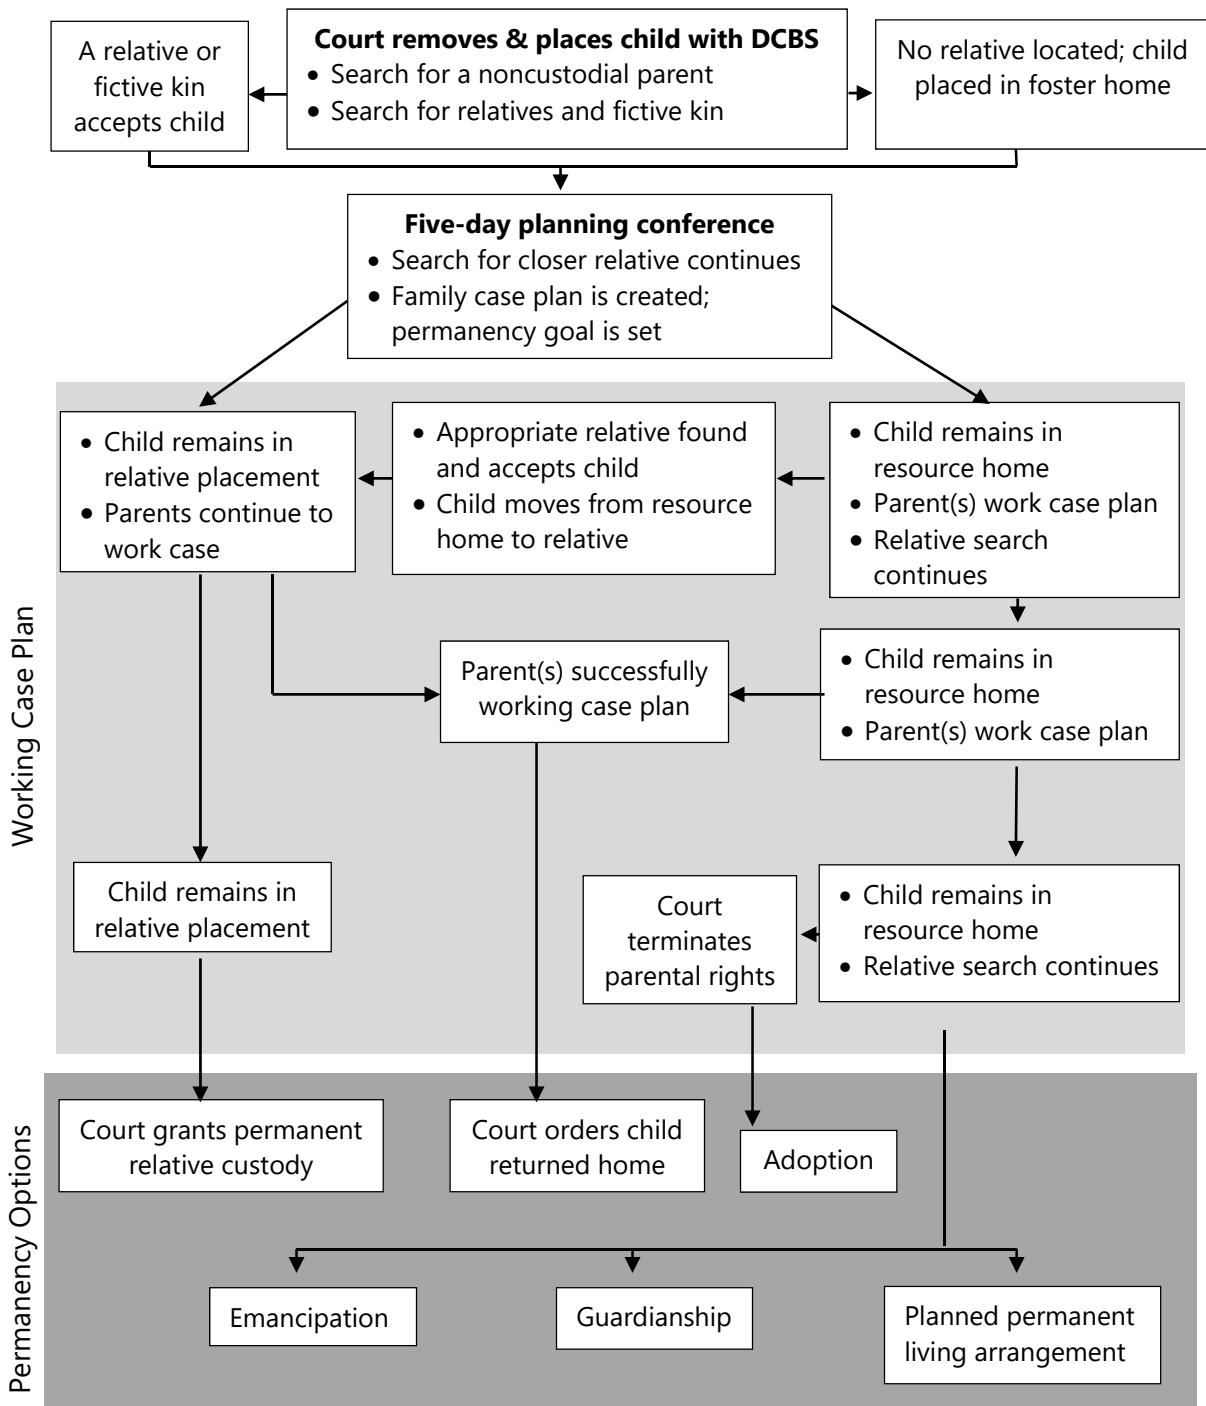 A relative or
fictive kin
accepts child
Court removes & places child with DCBS
• Search for a noncustodial parent
• Search for relatives and fictive kin
No relative located; child
placed in foster home
Five-day planning conference
• Search for closer relative continues
• Family case plan is created;
permanency goal is set
Working Case Plan
• Child remains in
relative placement
• Parents continue to
work case
• Appropriate relative found
and accepts child
• Child moves from resource
home to relative
• Child remains in
resource home
• Parent(s) work case plan
• Relative search
continues
Parent(s) successfully
working case plan
• Child remains in
resource home
• Parent(s) work case plan
Child remains in
relative placement
Court
terminates
parental rights
• Child remains in
resource home
• Relative search continues
Permanency Options
Court grants permanent
relative custody
Court orders child
returned home
Adoption
Emancipation
Guardianship
Planned permanent
living arrangement